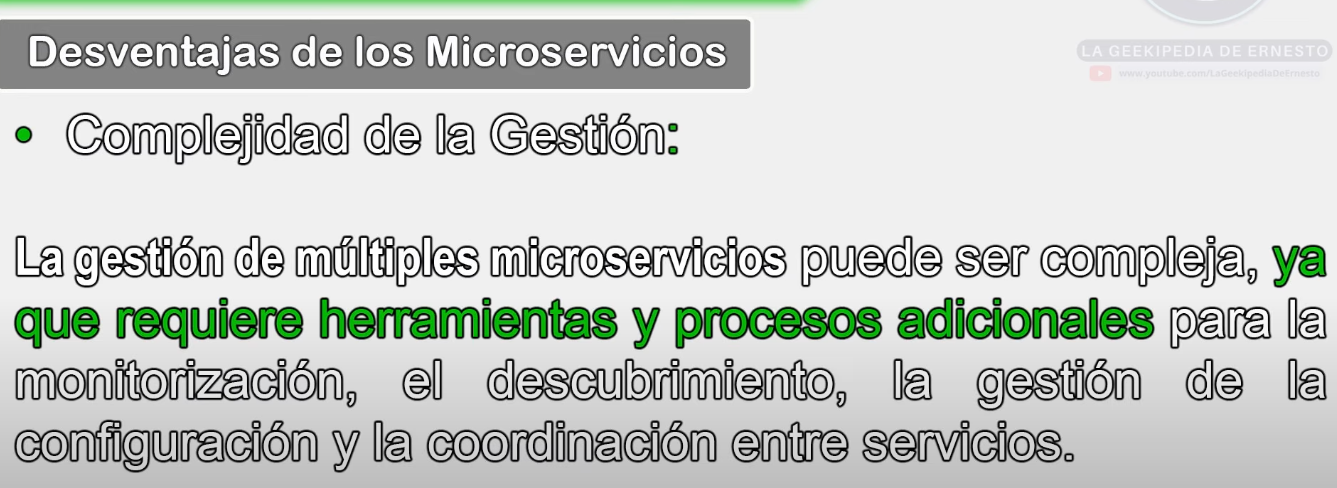 Desventajas de los Microservicios
LA GEEKIPEDIA DE ERNESTO
www.youtube.com/LaGeekipediaDeErnesto
• Complejidad de la Gestión:
La gestión de múltiples microservicios puede ser compleja, ya
que requiere herramientas y procesos adicionales para la
monitorización, el descubrimiento, la gestión de la
configuración y la coordinación entre servicios.